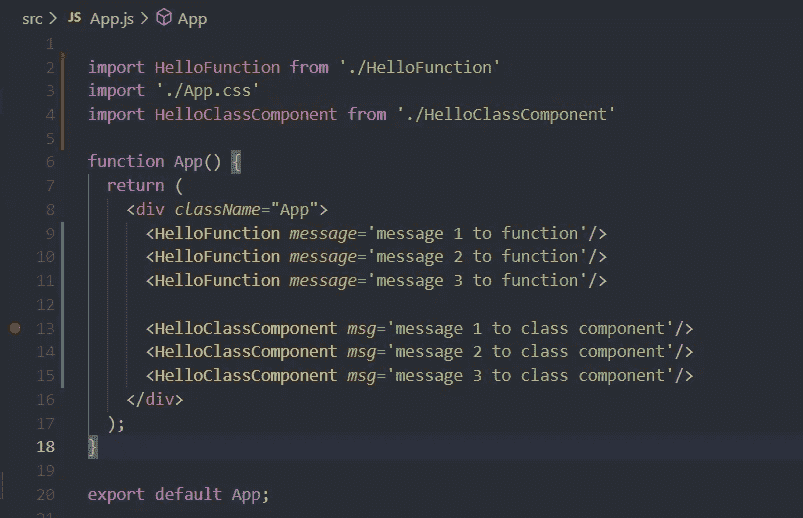 src > JS App.js > App
1
2 import HelloFunction from './HelloFunction'
3 import './App.css'
4 import HelloClassComponent from './HelloClassComponent'
5
6 function App() {
7   return (
8     <div className="App">
9       <HelloFunction message='message 1 to function'/>
10       <HelloFunction message='message 2 to function'/>
11       <HelloFunction message='message 3 to function'/>
12
13       <HelloClassComponent msg='message 1 to class component'/>
14       <HelloClassComponent msg='message 2 to class component'/>
15       <HelloClassComponent msg='message 3 to class component'/>
16     </div>
17   );
18 }
19
20 export default App;
21